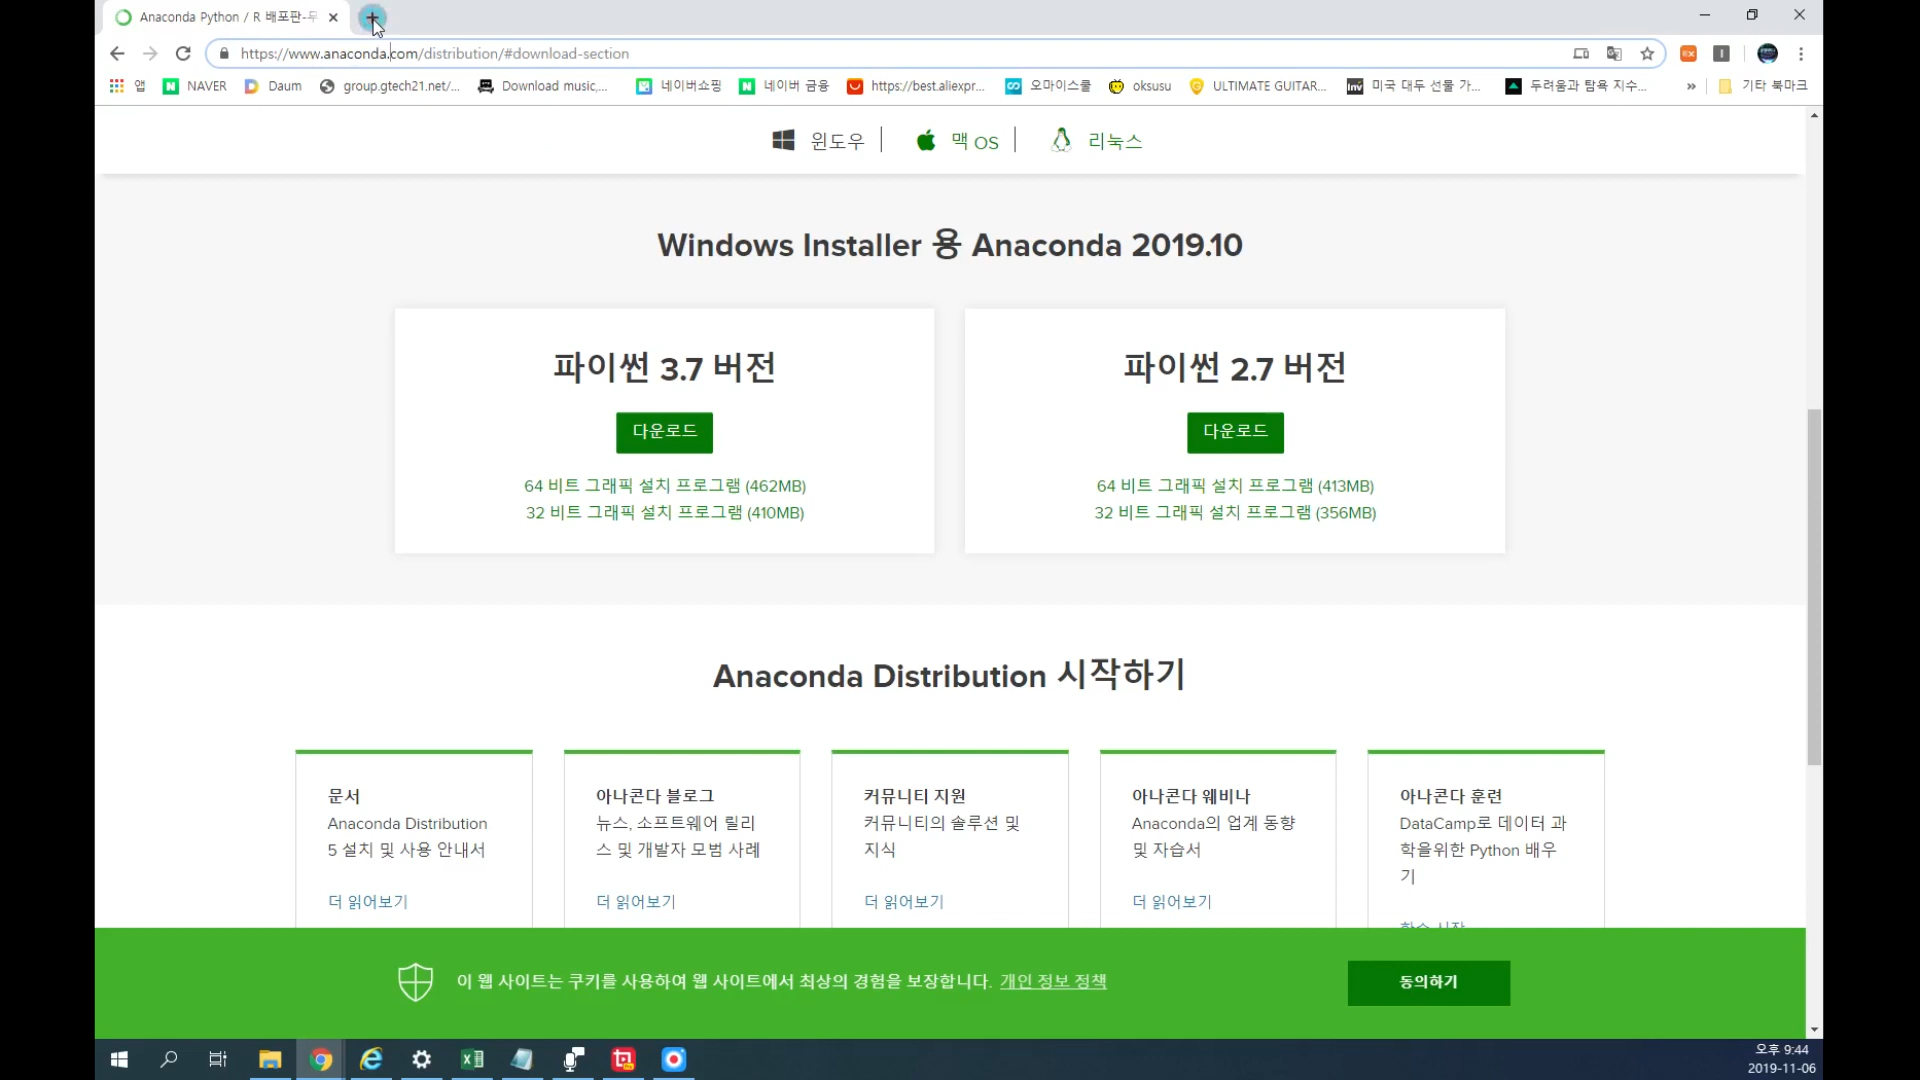 Anaconda Python / R 배포판-무
https://www.anaconda.com/distribution/#download-section
앱
NAVER
Daum
group.gtech21.net/...
Download music,...
네이버쇼핑
네이버 금융
https://best.aliexpr...
오마이스쿨
oksusu
ULTIMATE GUITAR...
미국 대두 선물 가...
두려움과 탐욕 지수...
»
기타 북마크
윈도우
맥 OS
리눅스
Windows Installer 용 Anaconda 2019.10
파이썬 3.7 버전
다운로드
64 비트 그래픽 설치 프로그램 (462MB)
32 비트 그래픽 설치 프로그램 (410MB)
파이썬 2.7 버전
다운로드
64 비트 그래픽 설치 프로그램 (413MB)
32 비트 그래픽 설치 프로그램 (356MB)
Anaconda Distribution 시작하기
문서
Anaconda Distribution
5 설치 및 사용 안내서
더 읽어보기
아나콘다 블로그
뉴스, 소프트웨어 릴리
스 및 개발자 모범 사례
더 읽어보기
커뮤니티 지원
커뮤니티의 솔루션 및
지식
더 읽어보기
아나콘다 웨비나
Anaconda의 업계 동향
및 자습서
더 읽어보기
아나콘다 훈련
DataCamp로 데이터 과
학을위한 Python 배우
기
이 웹 사이트는 쿠키를 사용하여 웹 사이트에서 최상의 경험을 보장합니다. 개인 정보 정책
동의하기
오후 9:44
2019-11-06